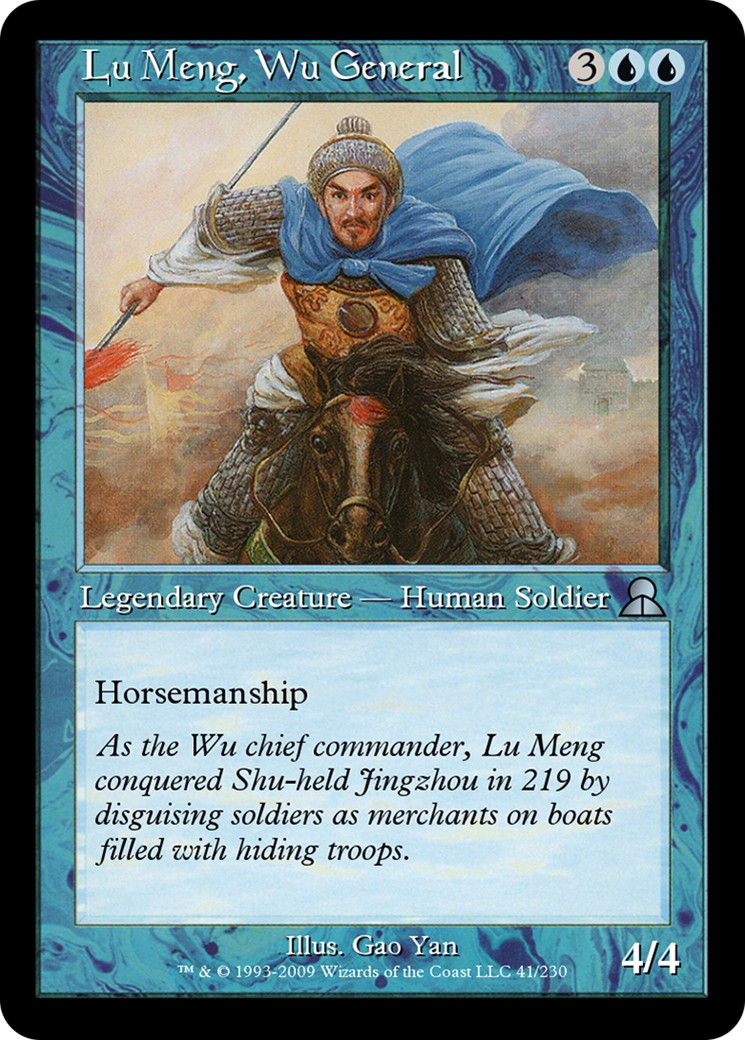 Lu Meng, Wu General
3
Legendary Creature — Human Soldier
Horsemanship
As the Wu chief commander, Lu Meng
conquered Shu-held Jingzhou in 219 by
disguising soldiers as merchants on boats
filled with hiding troops.
Illus. Gao Yan
™ & © 1993-2009 Wizards of the Coast LLC 41/230
4/4